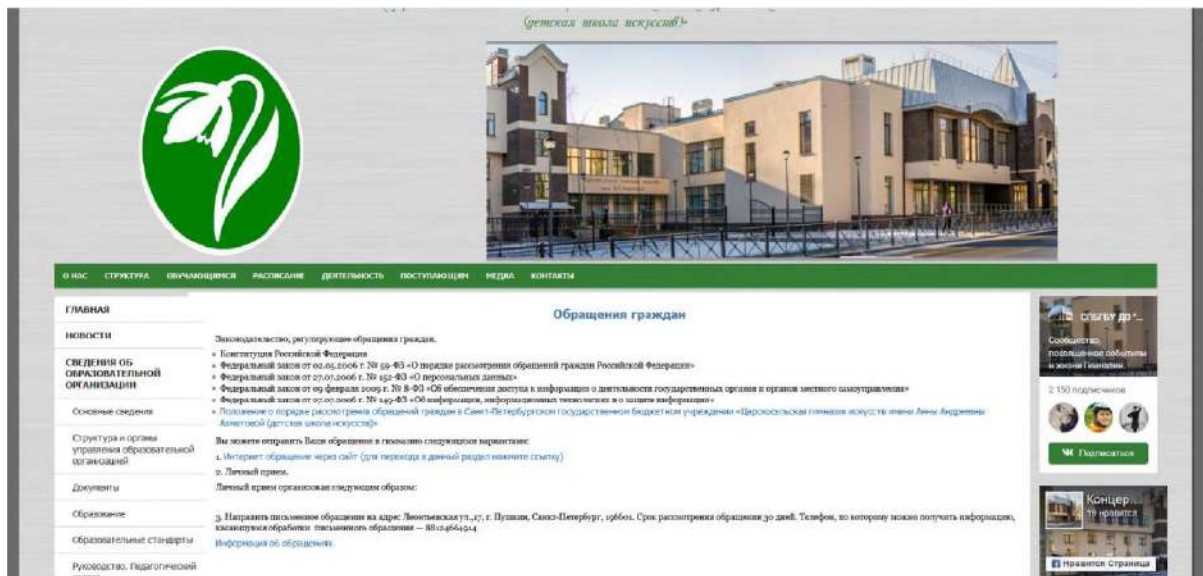 (детская школа искусств)»
О НАС СТРУКТУРА ОБУЧАЮЩИМСЯ РАСПИСАНИЕ ДЕЯТЕЛЬНОСТЬ ПОСТУПАЮЩИМ МЕДИА КОНТАКТЫ
ГЛАВНАЯ
НОВОСТИ
СВЕДЕНИЯ ОБ
ОБРАЗОВАТЕЛЬНОЙ
ОРГАНИЗАЦИИ
Основные сведения
Структура и органы
управления образовательной
организацией
Документы
Образование
Образовательные стандарты
Руководство. Педагогический
Обращения граждан
Законодательство, регулирующее обращения граждан.
Конституция Российской Федерации
Федеральный закон от 02.05.2006 г. № 59-ФЗ «О порядке рассмотрения обращений граждан Российской Федерации»
Федеральный закон от 27.07.2006 г. № 152-ФЗ «О персональных данных»
Федеральный закон от 09 февраля 2009 г. № 8-ФЗ «Об обеспечении доступа к информации о деятельности государственных органов и органов местного самоуправления»
Федеральный закон от 27.07.2006 г. № 149-ФЗ «Об информации, информационных технологиях и о защите информации»
Положение о порядке рассмотрения обращений граждан в Санкт-Петербургском государственном бюджетном учреждении «Царскосельская гимназия искусств имени Анны Андреевны
Ахматовой (детская школа искусств)»
Вы можете отправить Ваше обращение в гимназию следующими вариантами:
1. Интернет обращение через сайт (для перехода в данный раздел нажмите ссылку)
2. Личный прием.
Личный прием организован следующим образом:
3. Направить письменное обращение на адрес: Леонтьевская ул.,17, г. Пушкин, Санкт-Петербург, 196601. Срок рассмотрения обращения 30 дней. Телефон, по которому можно получить информацию,
касающуюся обработки письменного обращения — 88124664914
Информация об обращениях.
СПБГБУ ДО "...
Сообщество,
посвященное событиям
и жизни Гимназии.
2 150 подписчиков
Подписаться
Концер...
19 нравится
Нравится Страница